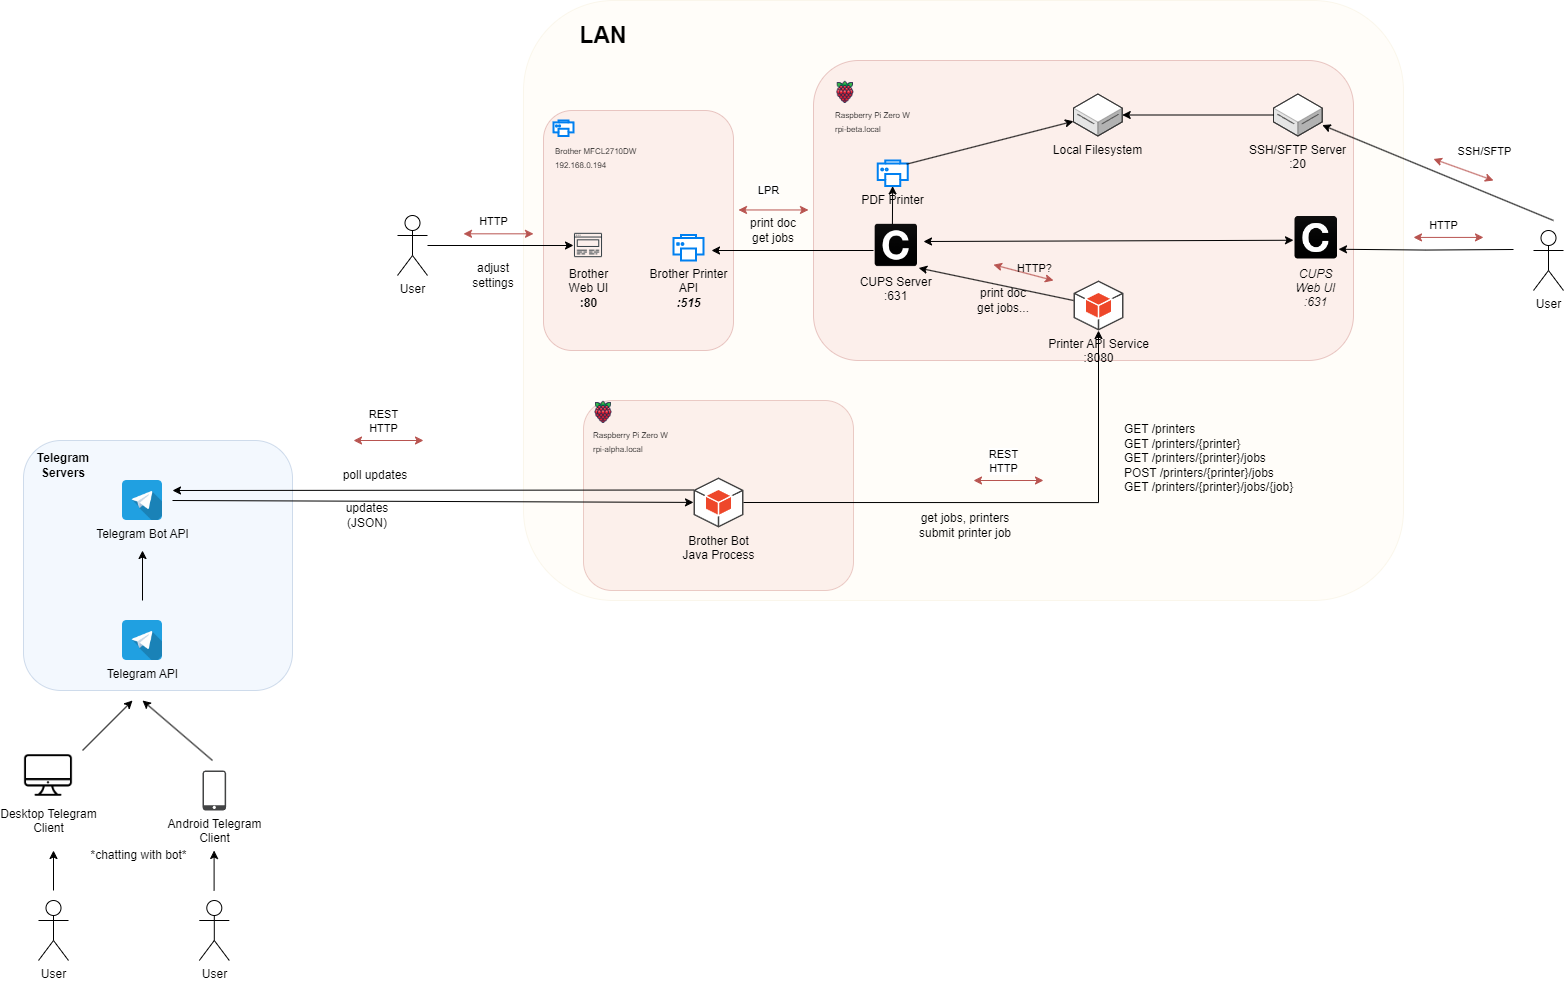 LAN
Raspberry Pi Zero W
rpi-beta.local
Local Filesystem
SSH/SFTP Server
:20
SSH/SFTP
PDF Printer
Brother MFCL2710DW
192.168.0.194
LPR
print doc
get jobs
HTTP
adjust
settings
User
Brother
Web UI
:80
Brother Printer
API
:515
C
CUPS Server
:631
HTTP?
print doc
get jobs...
Printer API Service
:8080
C
CUPS
Web UI
:631
HTTP
User
REST
HTTP
Telegram
Servers
poll updates
updates
(JSON)
Telegram Bot API
Telegram API
Raspberry Pi Zero W
rpi-alpha.local
Brother Bot
Java Process
REST
HTTP
get jobs, printers
submit printer job
GET /printers
GET /printers/{printer}
GET /printers/{printer}/jobs
POST /printers/{printer}/jobs
GET /printers/{printer}/jobs/{job}
Desktop Telegram
Client
Android Telegram
Client
*chatting with bot*
User
User